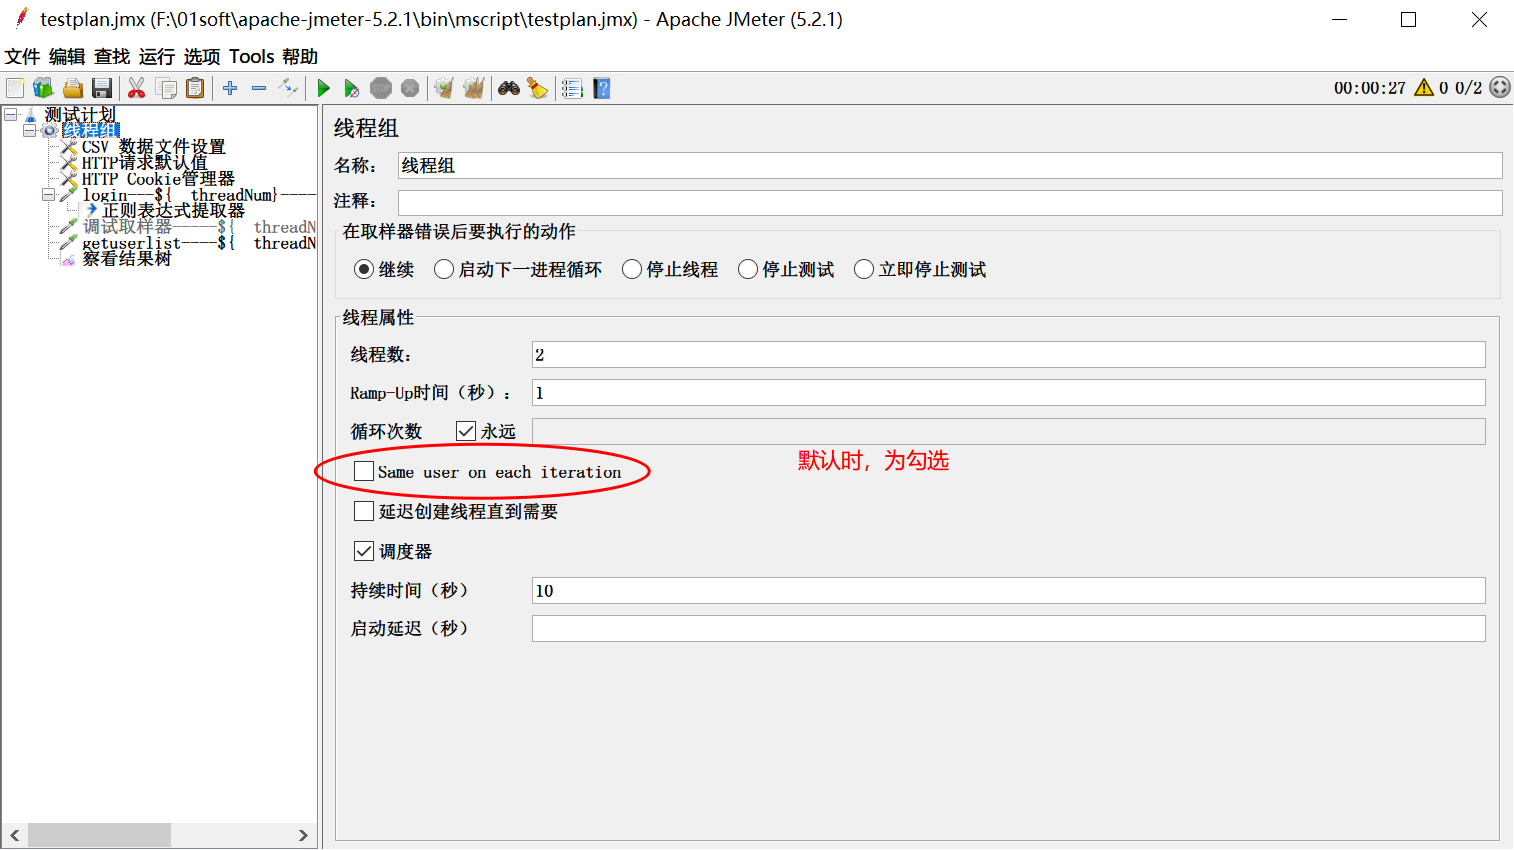 testplan.jmx (F:\01soft\apache-jmeter-5.2.1\bin\mscript\testplan.jmx) - Apache JMeter (5.2.1)
文件 编辑 查找 运行 选项 Tools 帮助
STOP
00:00:27 0 0/2
测试计划
线程组
CSV 数据文件设置
HTTP请求默认值
HTTP Cookie管理器
login---${__threadNum}----
正则表达式提取器
调试取样器-----${__threadN
getuserlist----${__threadN
察看结果树
线程组
名称： 线程组
注释：
在取样器错误后要执行的动作
继续 启动下一进程循环 停止线程 停止测试 立即停止测试
线程属性
线程数： 2
Ramp-Up时间（秒）： 1
循环次数 永远
默认时，为勾选
Same user on each iteration
延迟创建线程直到需要
调度器
持续时间（秒） 10
启动延迟（秒）